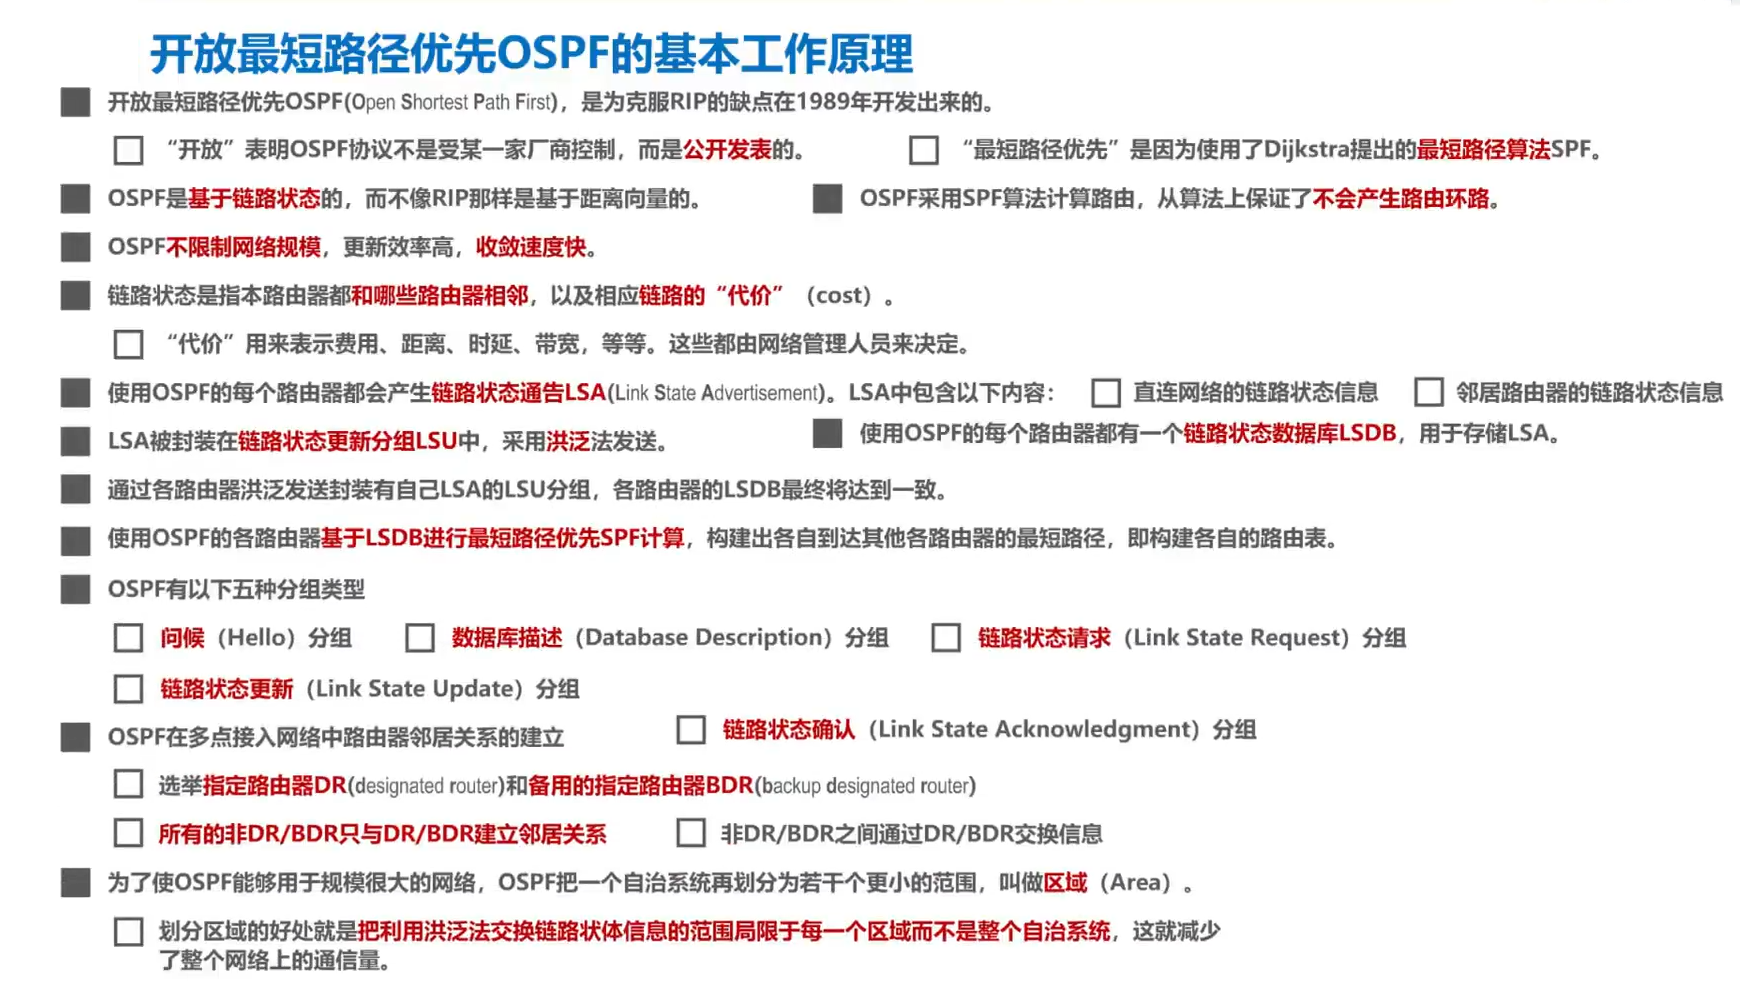 开放最短路径优先OSPF的基本工作原理
开放最短路径优先OSPF(Open Shortest Path First)，是为克服RIP的缺点在1989年开发出来的。
“开放”表明OSPF协议不是受某一家厂商控制，而是公开发表的。
“最短路径优先”是因为使用了Dijkstra提出的最短路径算法SPF。
OSPF是基于链路状态的，而不像RIP那样是基于距离向量的。
OSPF采用SPF算法计算路由，从算法上保证了不会产生路由环路。
OSPF不限制网络规模，更新效率高，收敛速度快。
链路状态是指本路由器都和哪些路由器相邻，以及相应链路的“代价”（cost）。
“代价”用来表示费用、距离、时延、带宽，等等。这些都由网络管理人员来决定。
使用OSPF的每个路由器都会产生链路状态通告LSA(Link State Advertisement)。LSA中包含以下内容：
直连网络的链路状态信息
邻居路由器的链路状态信息
LSA被封装在链路状态更新分组LSU中，采用洪泛法发送。
使用OSPF的每个路由器都有一个链路状态数据库LSDB，用于存储LSA。
通过各路由器洪泛发送封装有自己LSA的LSU分组，各路由器的LSDB最终将达到一致。
使用OSPF的各路由器基于LSDB进行最短路径优先SPF计算，构建出各自到达其他各路由器的最短路径，即构建各自的路由表。
OSPF有以下五种分组类型
问候（Hello）分组
数据库描述（Database Description）分组
链路状态请求（Link State Request）分组
链路状态更新（Link State Update）分组
链路状态确认（Link State Acknowledgment）分组
OSPF在多点接入网络中路由器邻居关系的建立
选举指定路由器DR(designated router)和备用的指定路由器BDR(backup designated router)
所有的非DR/BDR只与DR/BDR建立邻居关系
非DR/BDR之间通过DR/BDR交换信息
为了使OSPF能够用于规模很大的网络，OSPF把一个自治系统再划分为若干个更小的范围，叫做区域（Area）。
划分区域的好处就是把利用洪泛法交换链路状体信息的范围局限于每一个区域而不是整个自治系统，这就减少
了整个网络上的通信量。